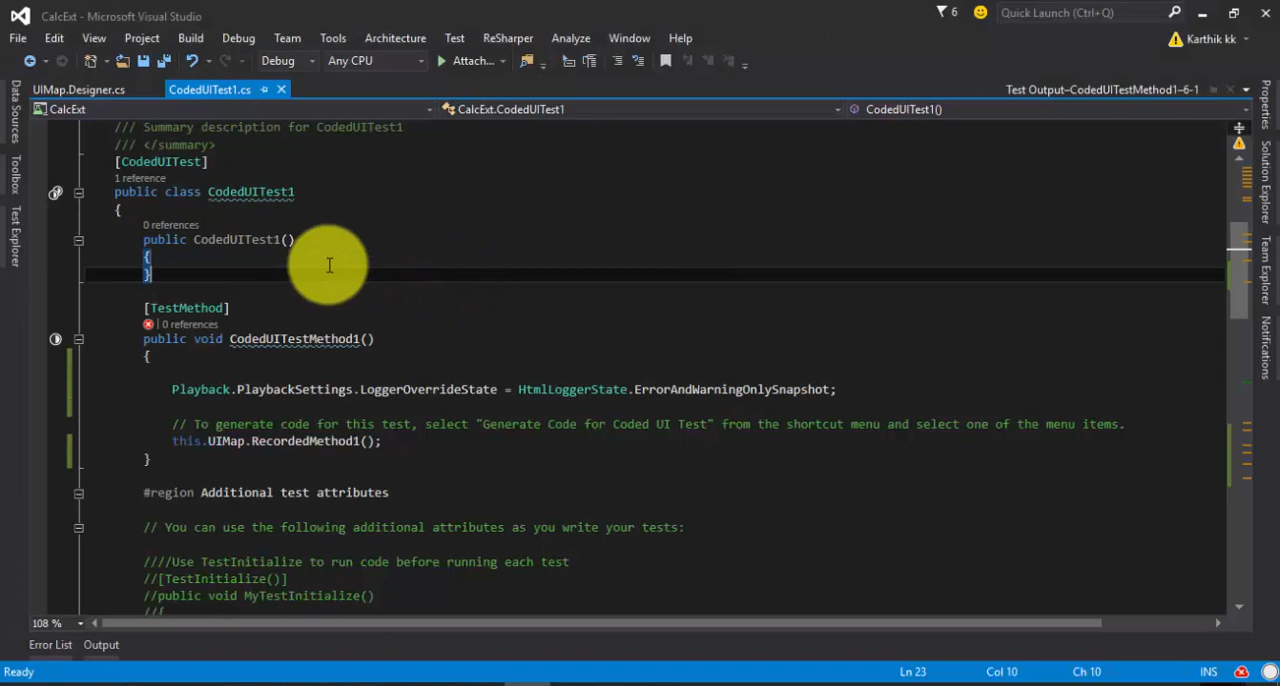 CalcExt - Microsoft Visual Studio
6
Quick Launch (Ctrl+Q)
File Edit View Project Build Debug Team Tools Architecture Test ReSharper Analyze Window Help
Karthik kk
Debug Any CPU Attach...
UIMap.Designer.cs CodedUITest1.cs Test Output–CodedUITestMethod1–6-1
CalcExt CalcExt.CodedUITest1 CodedUITest1()
Data Sources
Toolbox
Test Explorer
/// Summary description for CodedUITest1
/// </summary>
[CodedUITest]
1 reference
public class CodedUITest1
{
0 references
public CodedUITest1()
{
}
[TestMethod]
| 0 references
public void CodedUITestMethod1()
{
Playback.PlaybackSettings.LoggerOverrideState = HtmlLoggerState.ErrorAndWarningOnlySnapshot;
// To generate code for this test, select "Generate Code for Coded UI Test" from the shortcut menu and select one of the menu items.
this.UIMap.RecordedMethod1();
}
#region Additional test attributes
// You can use the following additional attributes as you write your tests:
////Use TestInitialize to run code before running each test
//[TestInitialize()]
//public void MyTestInitialize()
//{
Properties
Solution Explorer
Team Explorer
Notifications
108 %
Error List Output
Ready Ln 23 Col 10 Ch 10 INS